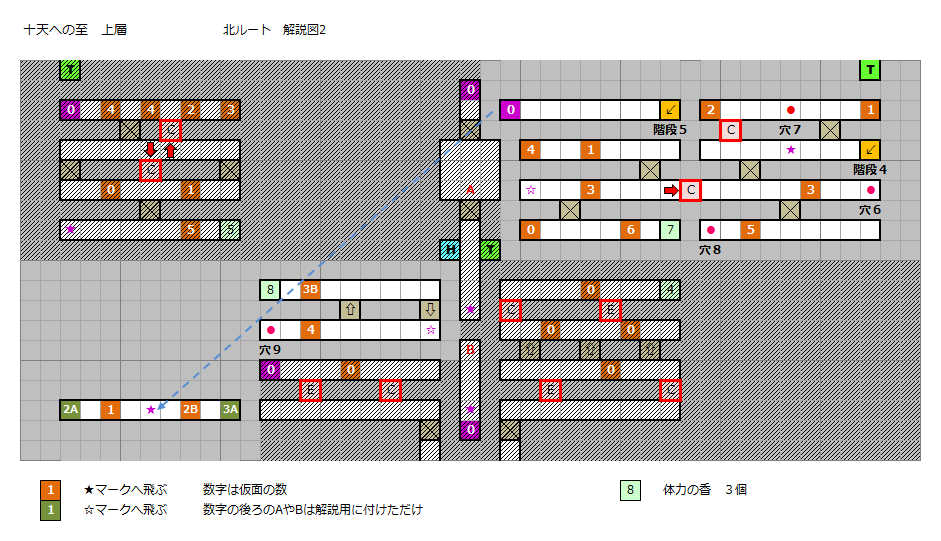 十天への至　上層　北ルート　解説図2
T T
0
0 4 4 2 3 0 ↙ 2 ● 1
C 階段５ C 穴７
4 1 ★ ↙
C 階段４
0 1 A ☆ 3 C 3 ●
穴６
★ 5 5 0 6 7 ● 5
H T 穴８
8 3B 0 4
★ C E
● 4 ☆ 0 0
穴９ B
0 0 0
E C E C
2A 1 ★ 2B 3A ★
0
1 ★マークへ飛ぶ　数字は仮面の数 8 体力の香　３個
1 ☆マークへ飛ぶ　数字の後ろのAやBは解説用に付けただけ